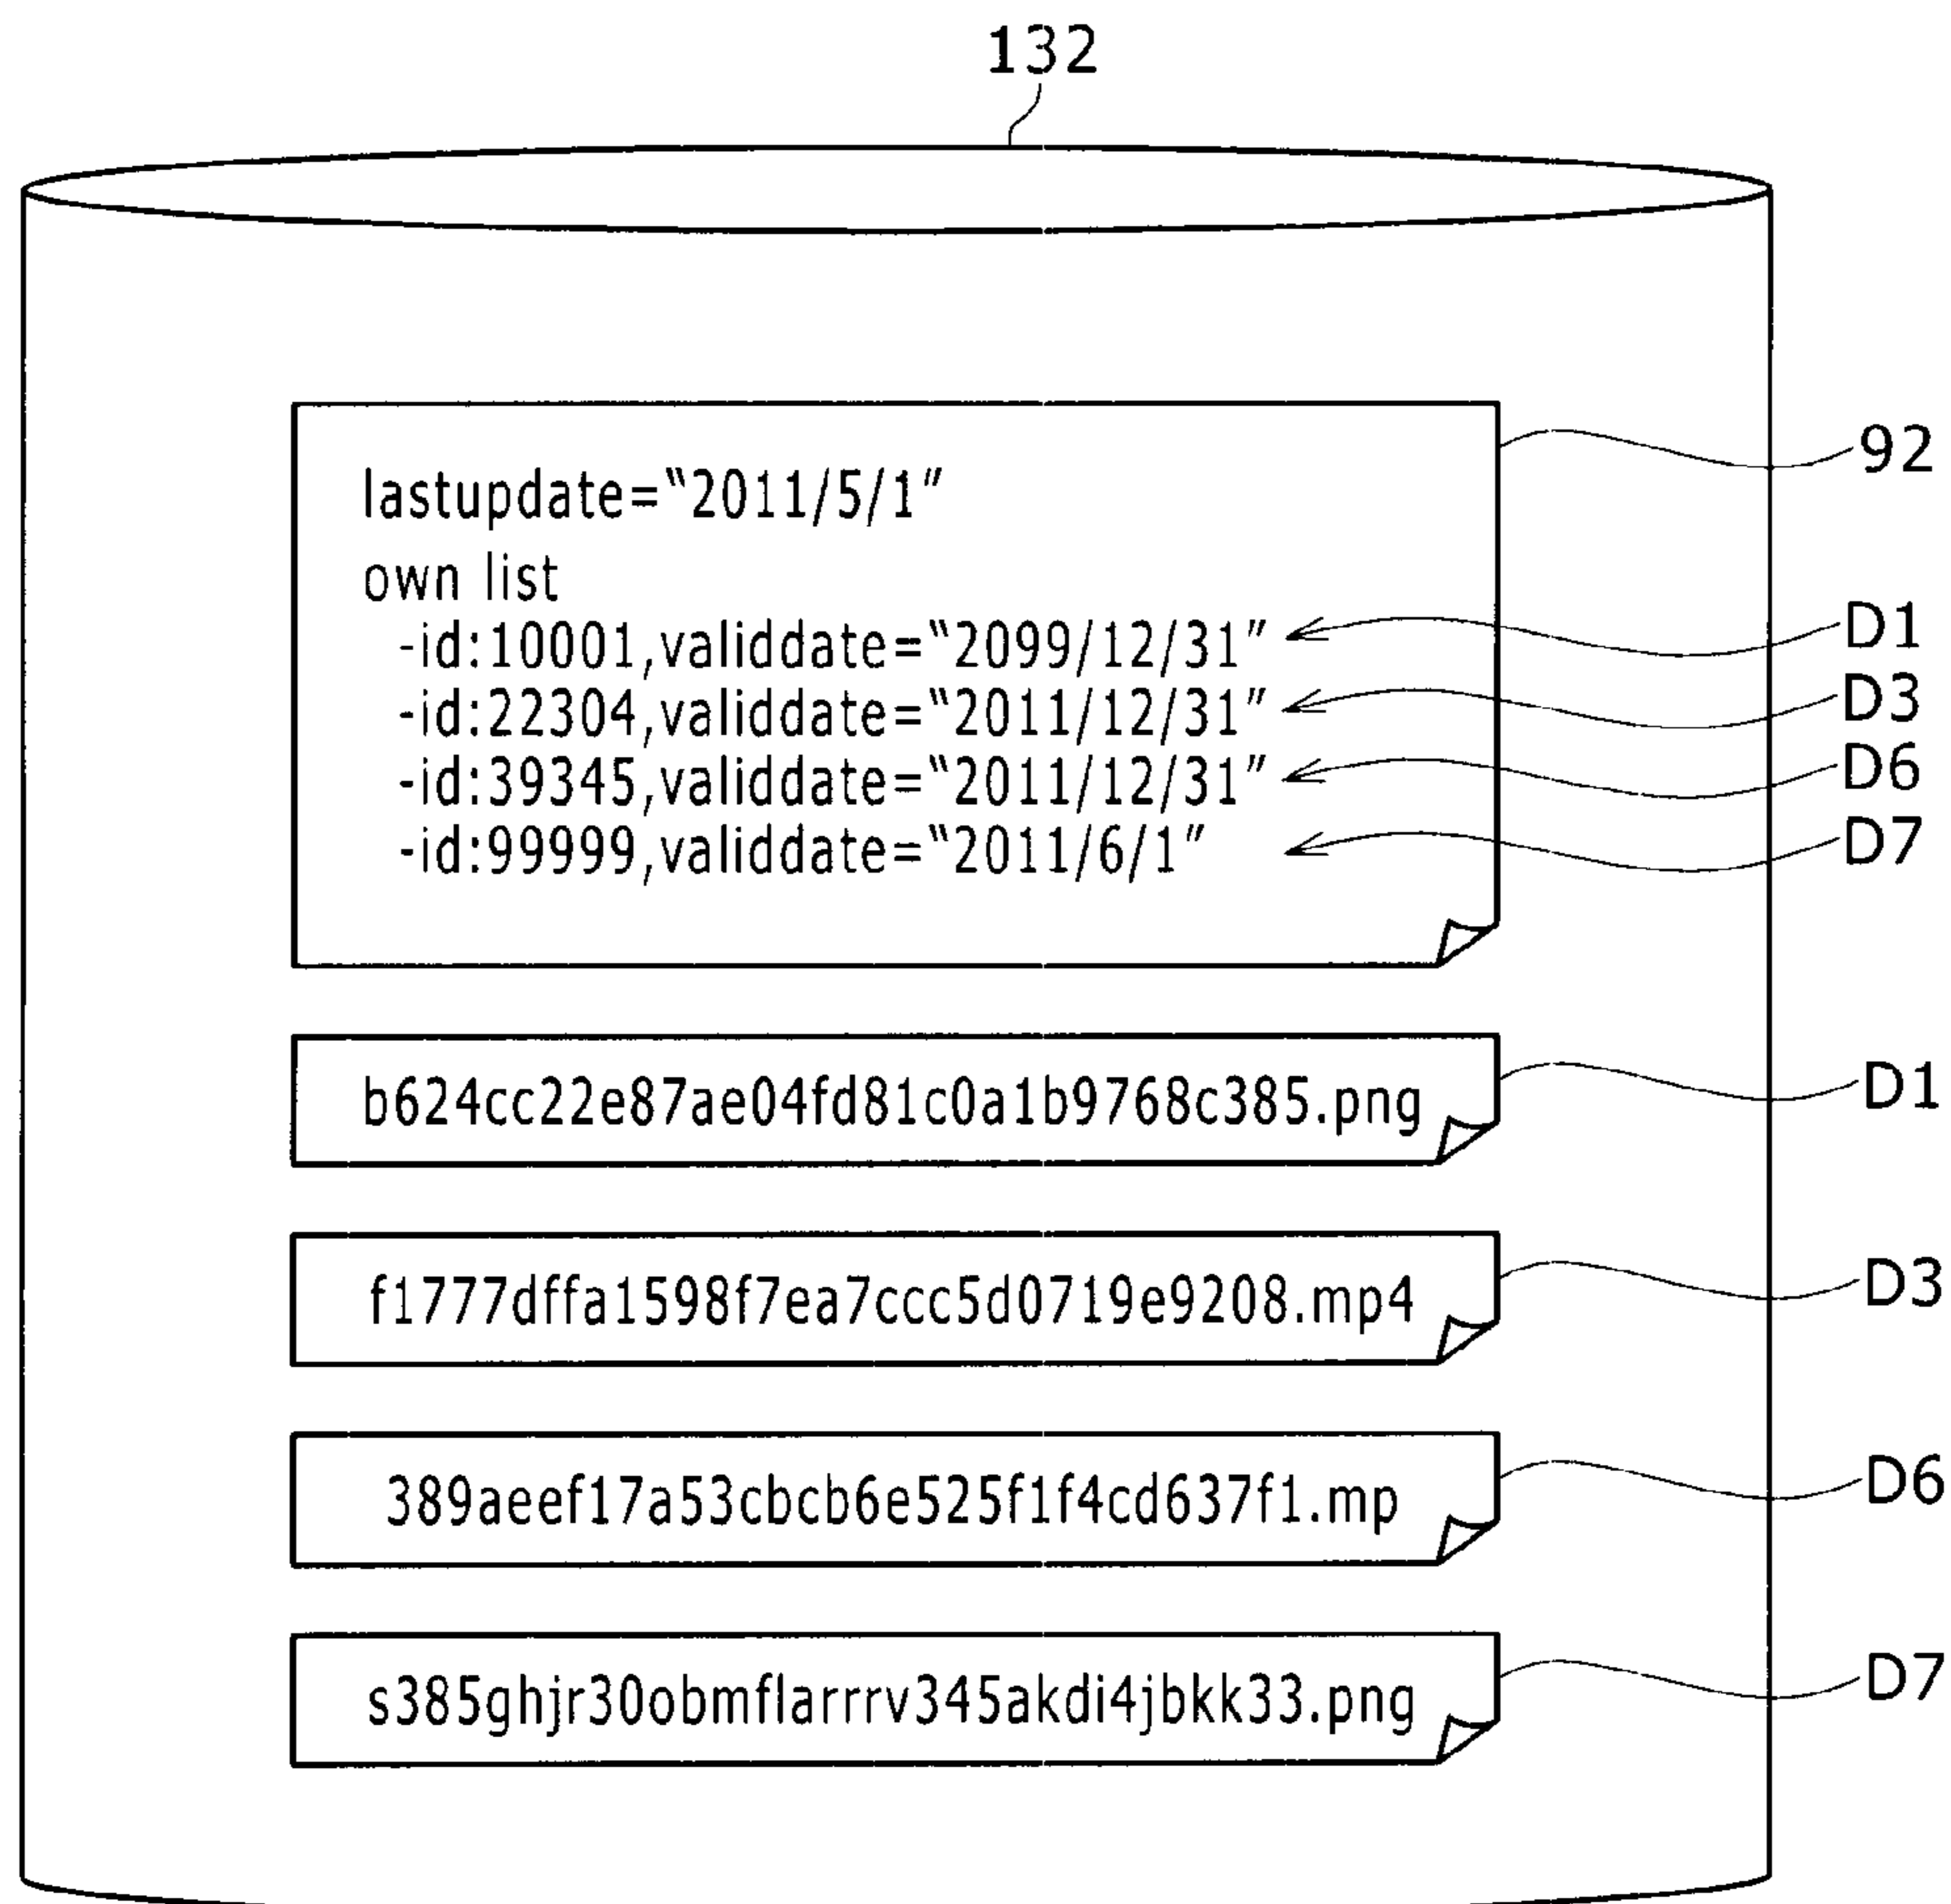 132
92
lastupdate=“2011/5/1”
own list
-id:10001,validdate=“2099/12/31” D1
-id:22304,validdate=“2011/12/31” D3
-id:39345,validdate=“2011/12/31” D6
-id:99999,validdate=“2011/6/1” D7
b624cc22e87ae04fd81c0a1b9768c385.png D1
f1777dffa1598f7ea7ccc5d0719e9208.mp4 D3
389aeef17a53cbcb6e525f1f4cd637f1.mp D6
s385ghjr30obmflarrrv345akdi4jbkk33.png D7